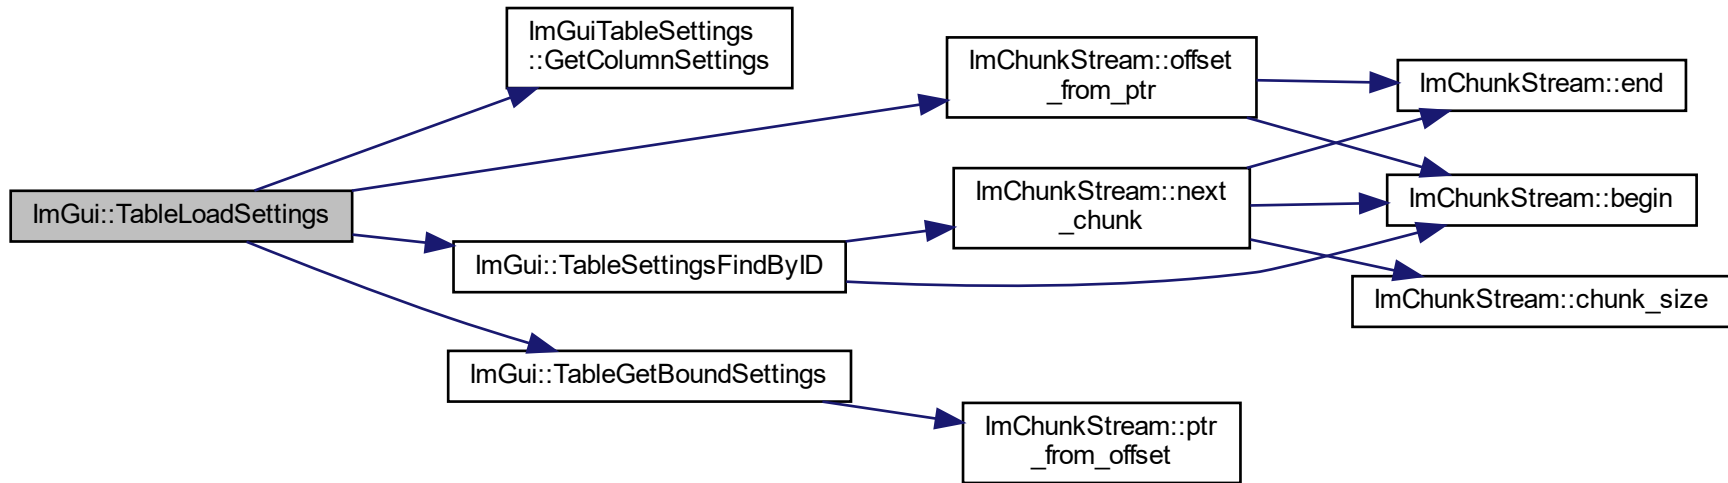 ImGuiTableSettings
::GetColumnSettings
ImChunkStream::offset
_from_ptr
ImChunkStream::end
ImGui::TableLoadSettings
ImChunkStream::next
_chunk
ImChunkStream::begin
ImGui::TableSettingsFindByID
ImChunkStream::chunk_size
ImGui::TableGetBoundSettings
ImChunkStream::ptr
_from_offset